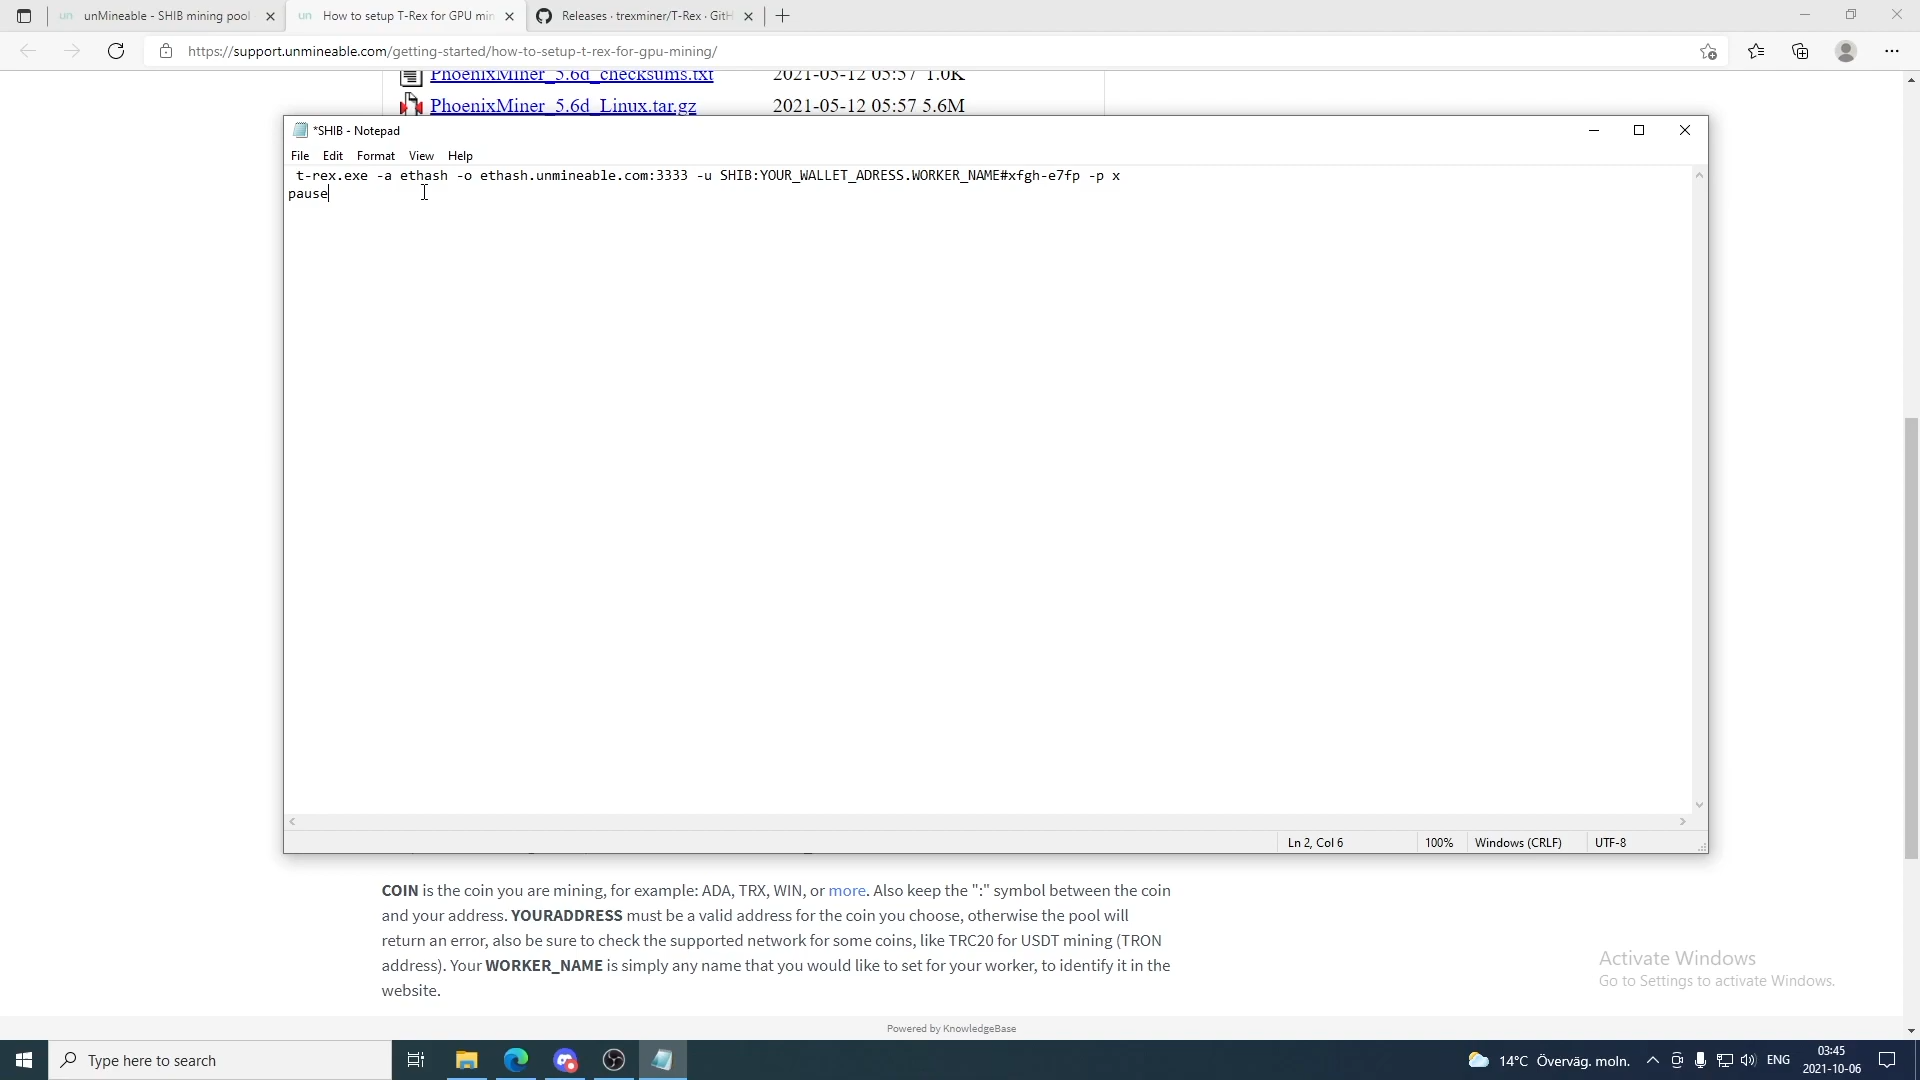 unMineable - SHIB mining pool
How to setup T-Rex for GPU min
Releases · trexminer/T-Rex · GitH
https://support.unmineable.com/getting-started/how-to-setup-t-rex-for-gpu-mining/
PhoenixMiner_5.6d_checksums.txt 2021-05-12 05:57 1.0K
PhoenixMiner_5.6d_Linux.tar.gz 2021-05-12 05:57 5.6M
*SHIB - Notepad
File Edit Format View Help
t-rex.exe -a ethash -o ethash.unmineable.com:3333 -u SHIB:YOUR_WALLET_ADRESS.WORKER_NAME#xfgh-e7fp -p x
pause
Ln 2, Col 6 100% Windows (CRLF) UTF-8
COIN is the coin you are mining, for example: ADA, TRX, WIN, or more. Also keep the ":" symbol between the coin
and your address. YOURADDRESS must be a valid address for the coin you choose, otherwise the pool will
return an error, also be sure to check the supported network for some coins, like TRC20 for USDT mining (TRON
address). Your WORKER_NAME is simply any name that you would like to set for your worker, to identify it in the
website.
Activate Windows
Go to Settings to activate Windows.
Powered by KnowledgeBase
Type here to search
14°C Överväg. moln.
ENG
03:45
2021-10-06